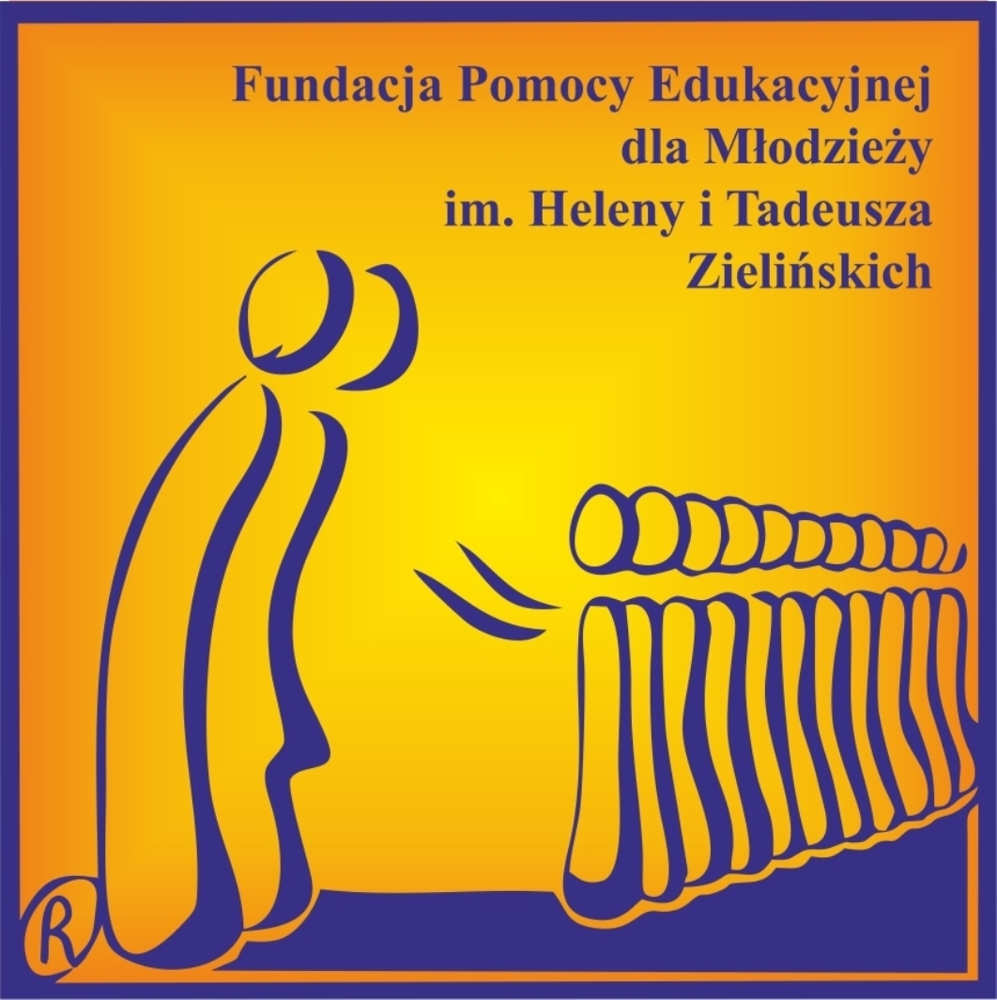 Fundacja Pomocy Edukacyjnej
dla Młodzieży
im. Heleny i Tadeusza
Zielińskich
R